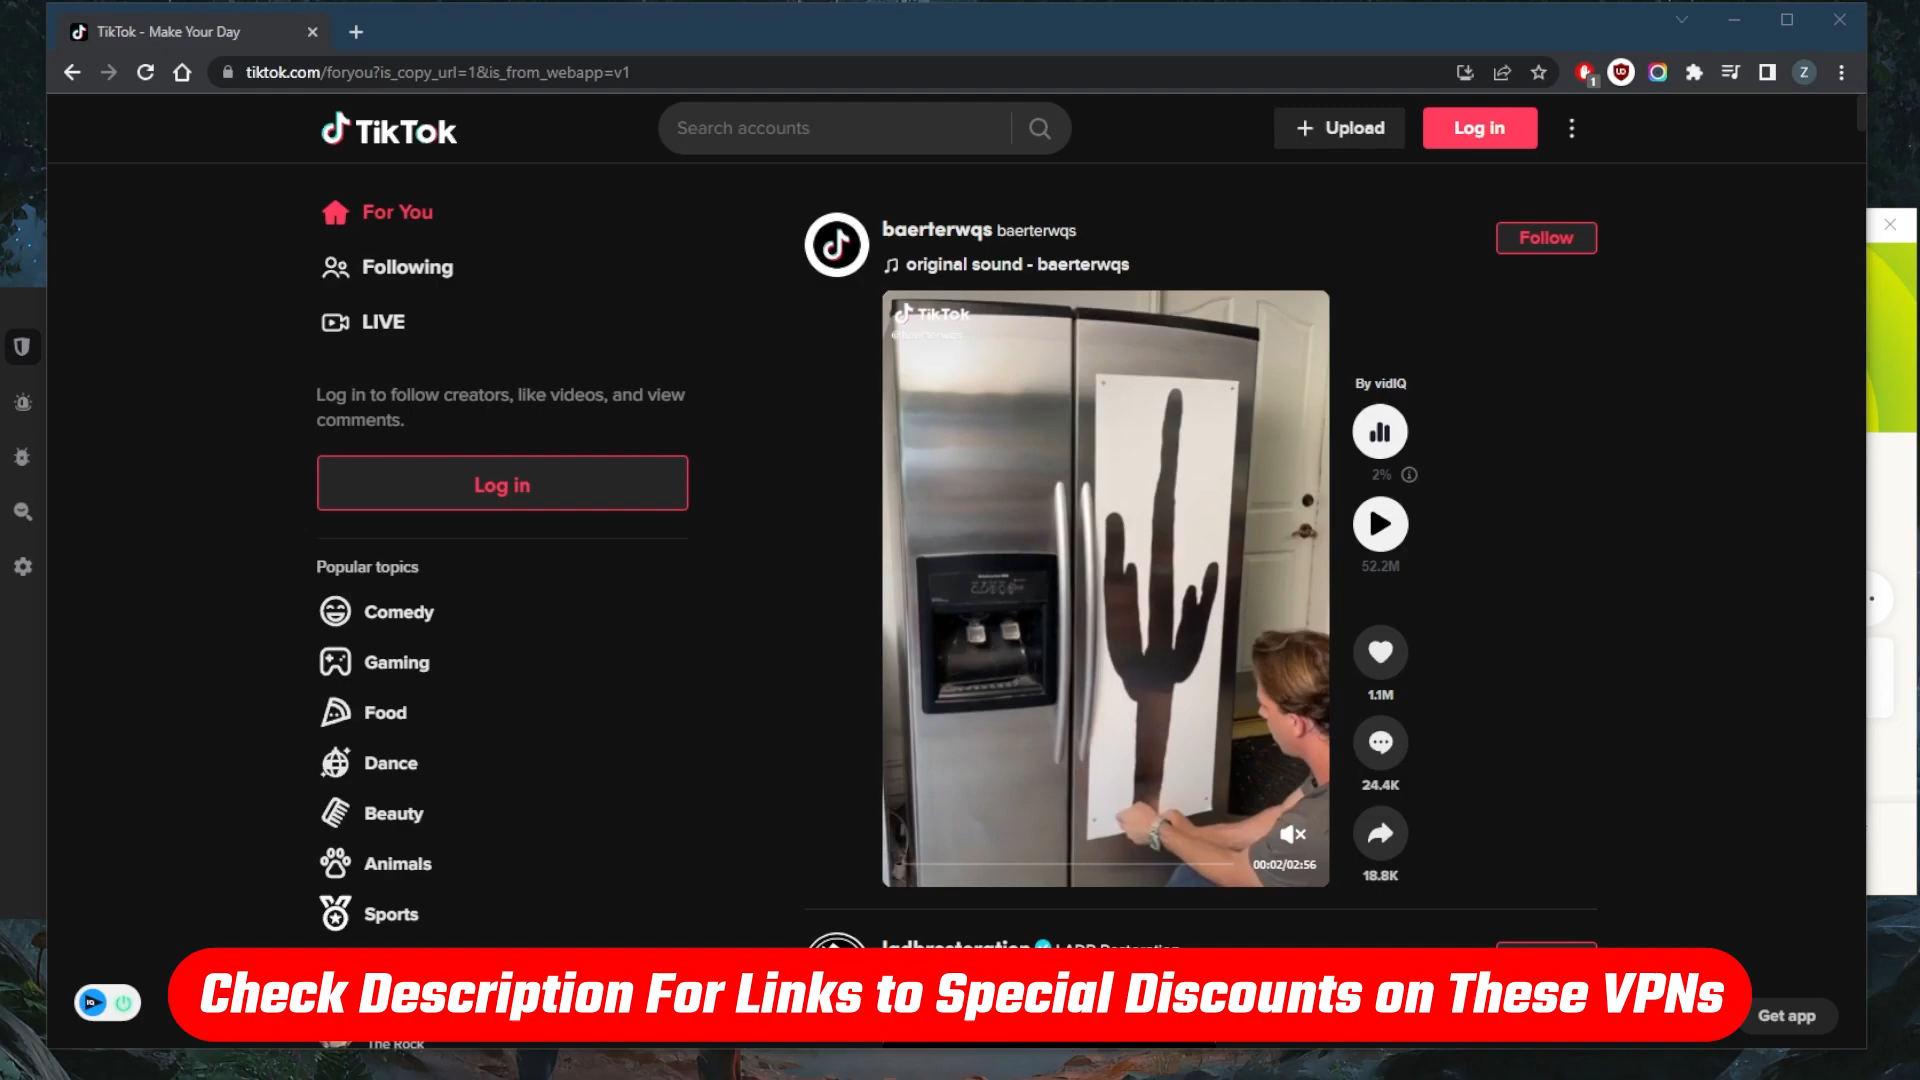 TikTok - Make Your Day
tiktok.com/foryou?is_copy_url=1&is_from_webapp=v1
1
Z
TikTok
Search accounts
Upload
Log in
For You
Following
LIVE
Log in to follow creators, like videos, and view
comments.
Log in
Popular topics
Comedy
Gaming
Food
Dance
Beauty
Animals
Sports
The Rock
baerterwqs baerterwqs
original sound - baerterwqs
Follow
TikTok
00:02/02:56
By vidIQ
2%
52.2M
1.1M
24.4K
18.8K
Check Description For Links to Special Discounts on These VPNs
Get app